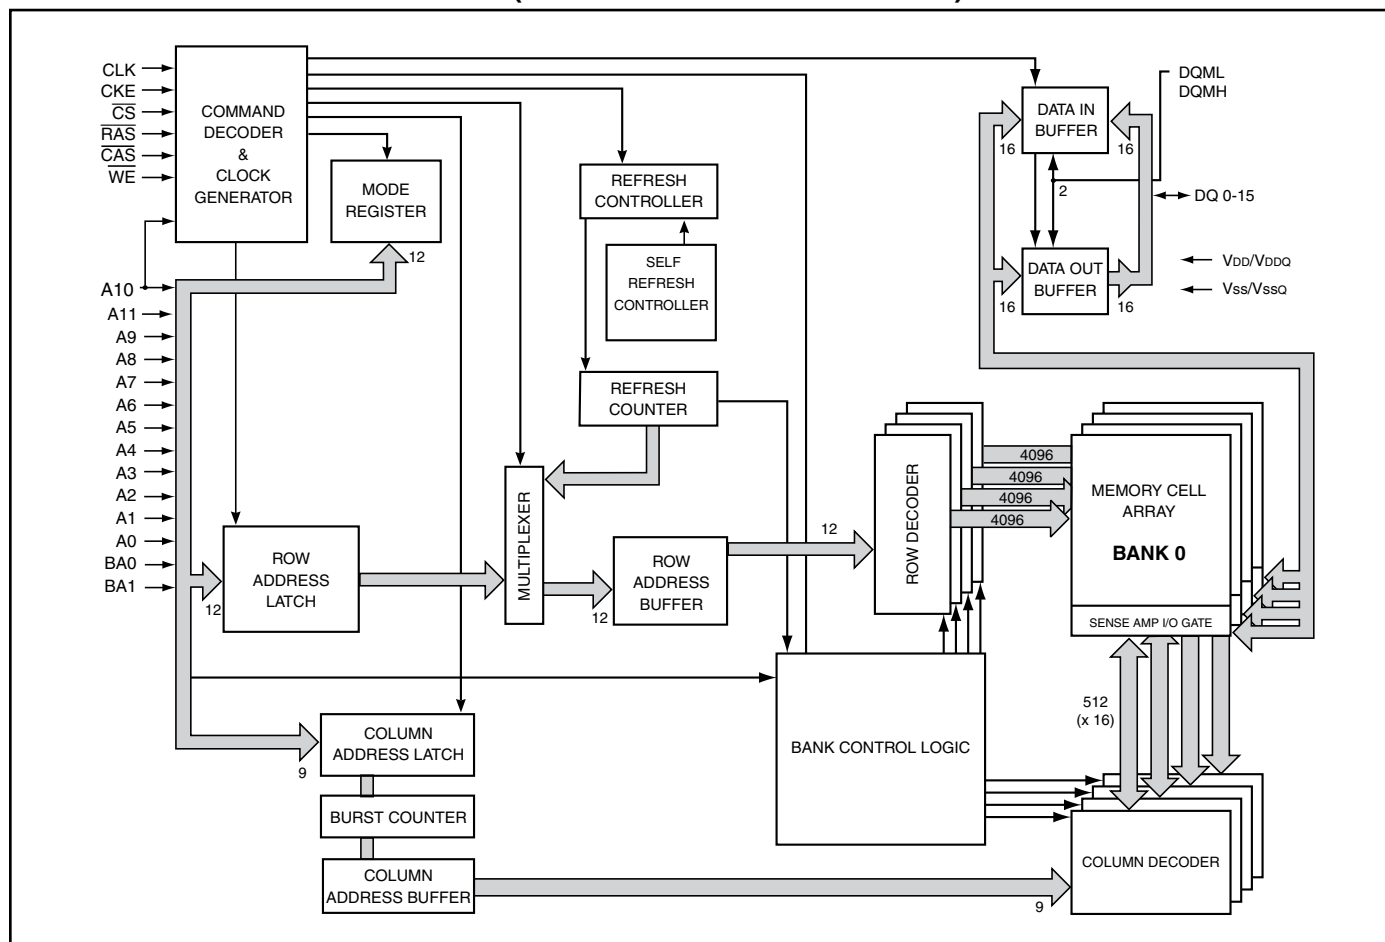 CLK
CKE
CS
RAS
CAS
WE
COMMAND
DECODER
&
CLOCK
GENERATOR
MODE
REGISTER
12
REFRESH
CONTROLLER
SELF
REFRESH
CONTROLLER
REFRESH
COUNTER
DATA IN
BUFFER
16
16
DQML
DQMH
2
DQ 0-15
DATA OUT
BUFFER
16
16
VDD/VDDQ
Vss/VssQ
A10
A11
A9
A8
A7
A6
A5
A4
A3
A2
A1
A0
BA0
BA1
12
ROW
ADDRESS
LATCH
MULTIPLEXER
12
ROW
ADDRESS
BUFFER
12
ROW DECODER
4096
4096
4096
4096
MEMORY CELL
ARRAY
BANK 0
SENSE AMP I/O GATE
512
(x 16)
BANK CONTROL LOGIC
9
COLUMN
ADDRESS LATCH
BURST COUNTER
COLUMN
ADDRESS BUFFER
9
COLUMN DECODER